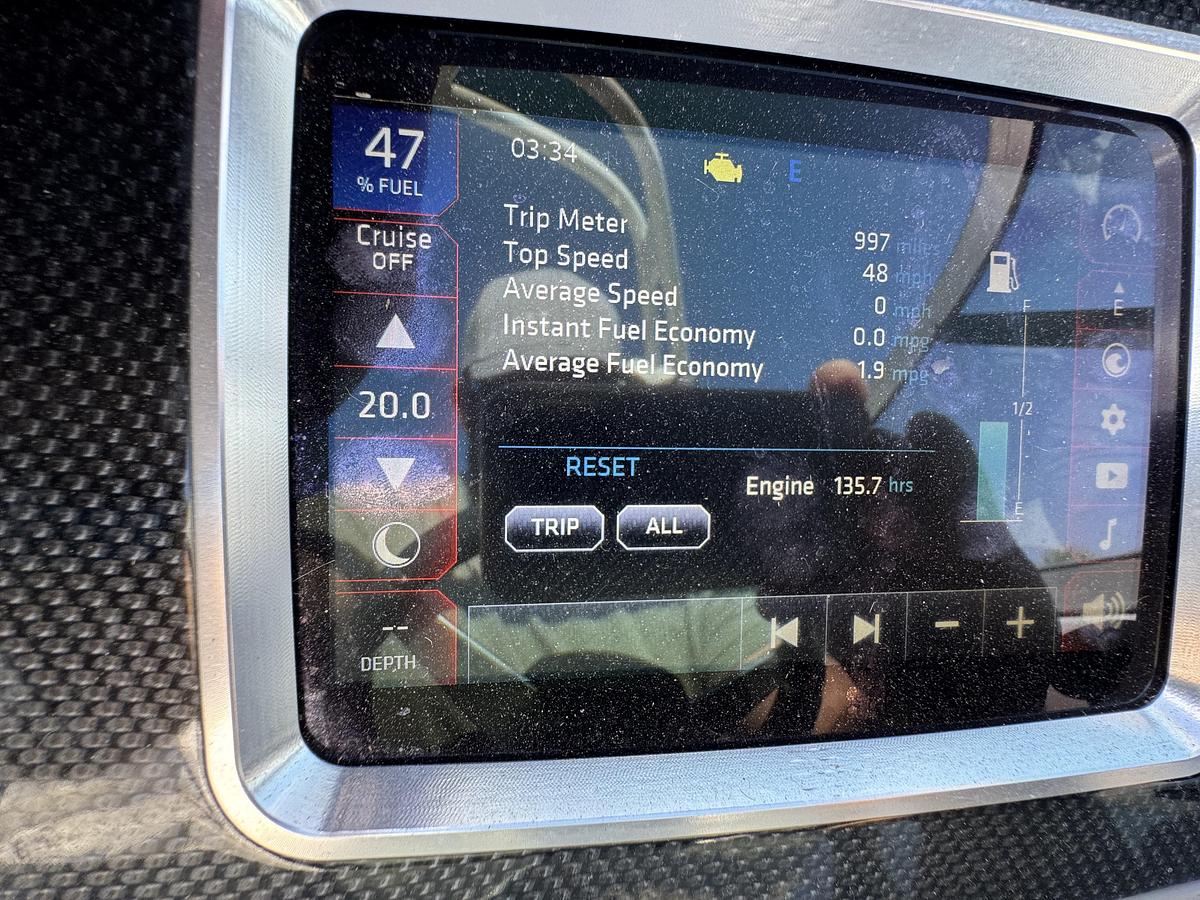 47
% FUEL
Cruise
OFF
20.0
--
DEPTH
03:34
E
Trip Meter 997 miles
Top Speed 48 mph
Average Speed 0 mph
Instant Fuel Economy 0.0 mpg
Average Fuel Economy 1.9 mpg
RESET
TRIP ALL
Engine 135.7 hrs
F
1/2
E
E